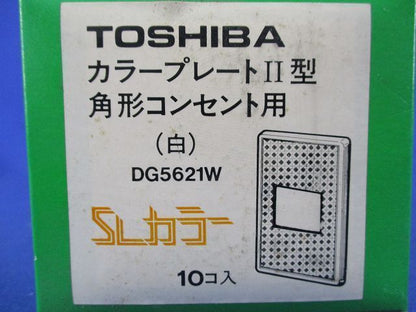 TOSHIBA
カラープレートII型
角形コンセント用
(白)
DG5621W
SLカラー
10コ入